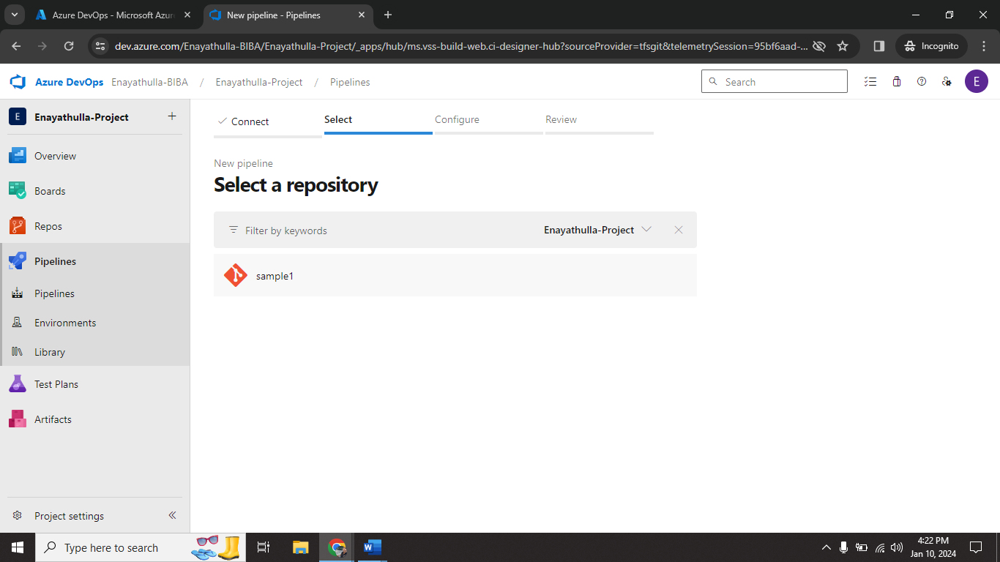 Azure DevOps - Microsoft Azure
New pipeline - Pipelines
dev.azure.com/Enayathulla-BIBA/Enayathulla-Project/_apps/hub/ms.vss-build-web.ci-designer-hub?sourceProvider=tfsgit&telemetrySession=95bf6aad-...
Incognito
Azure DevOps Enayathulla-BIBA / Enayathulla-Project / Pipelines
Search
E
E Enayathulla-Project +
Overview
Boards
Repos
Pipelines
Pipelines
Environments
Library
Test Plans
Artifacts
Project settings
Connect
Select
Configure
Review
New pipeline
Select a repository
Filter by keywords
Enayathulla-Project
sample1
Type here to search
4:22 PM
Jan 10, 2024